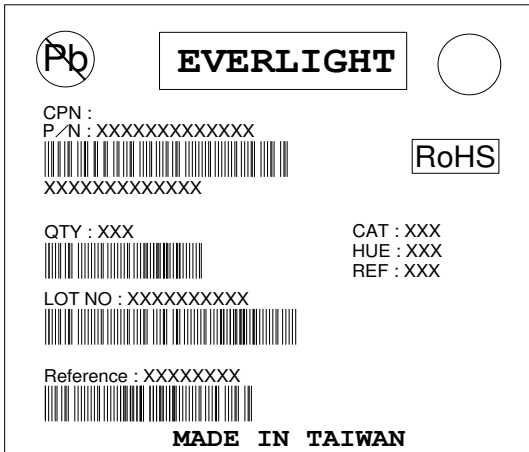 Pb
EVERLIGHT
CPN :
P/N : XXXXXXXXXXXXX
RoHS
XXXXXXXXXXXXX
QTY : XXX
CAT : XXX
HUE : XXX
REF : XXX
LOT NO : XXXXXXXXXX
Reference : XXXXXXXX
MADE IN TAIWAN